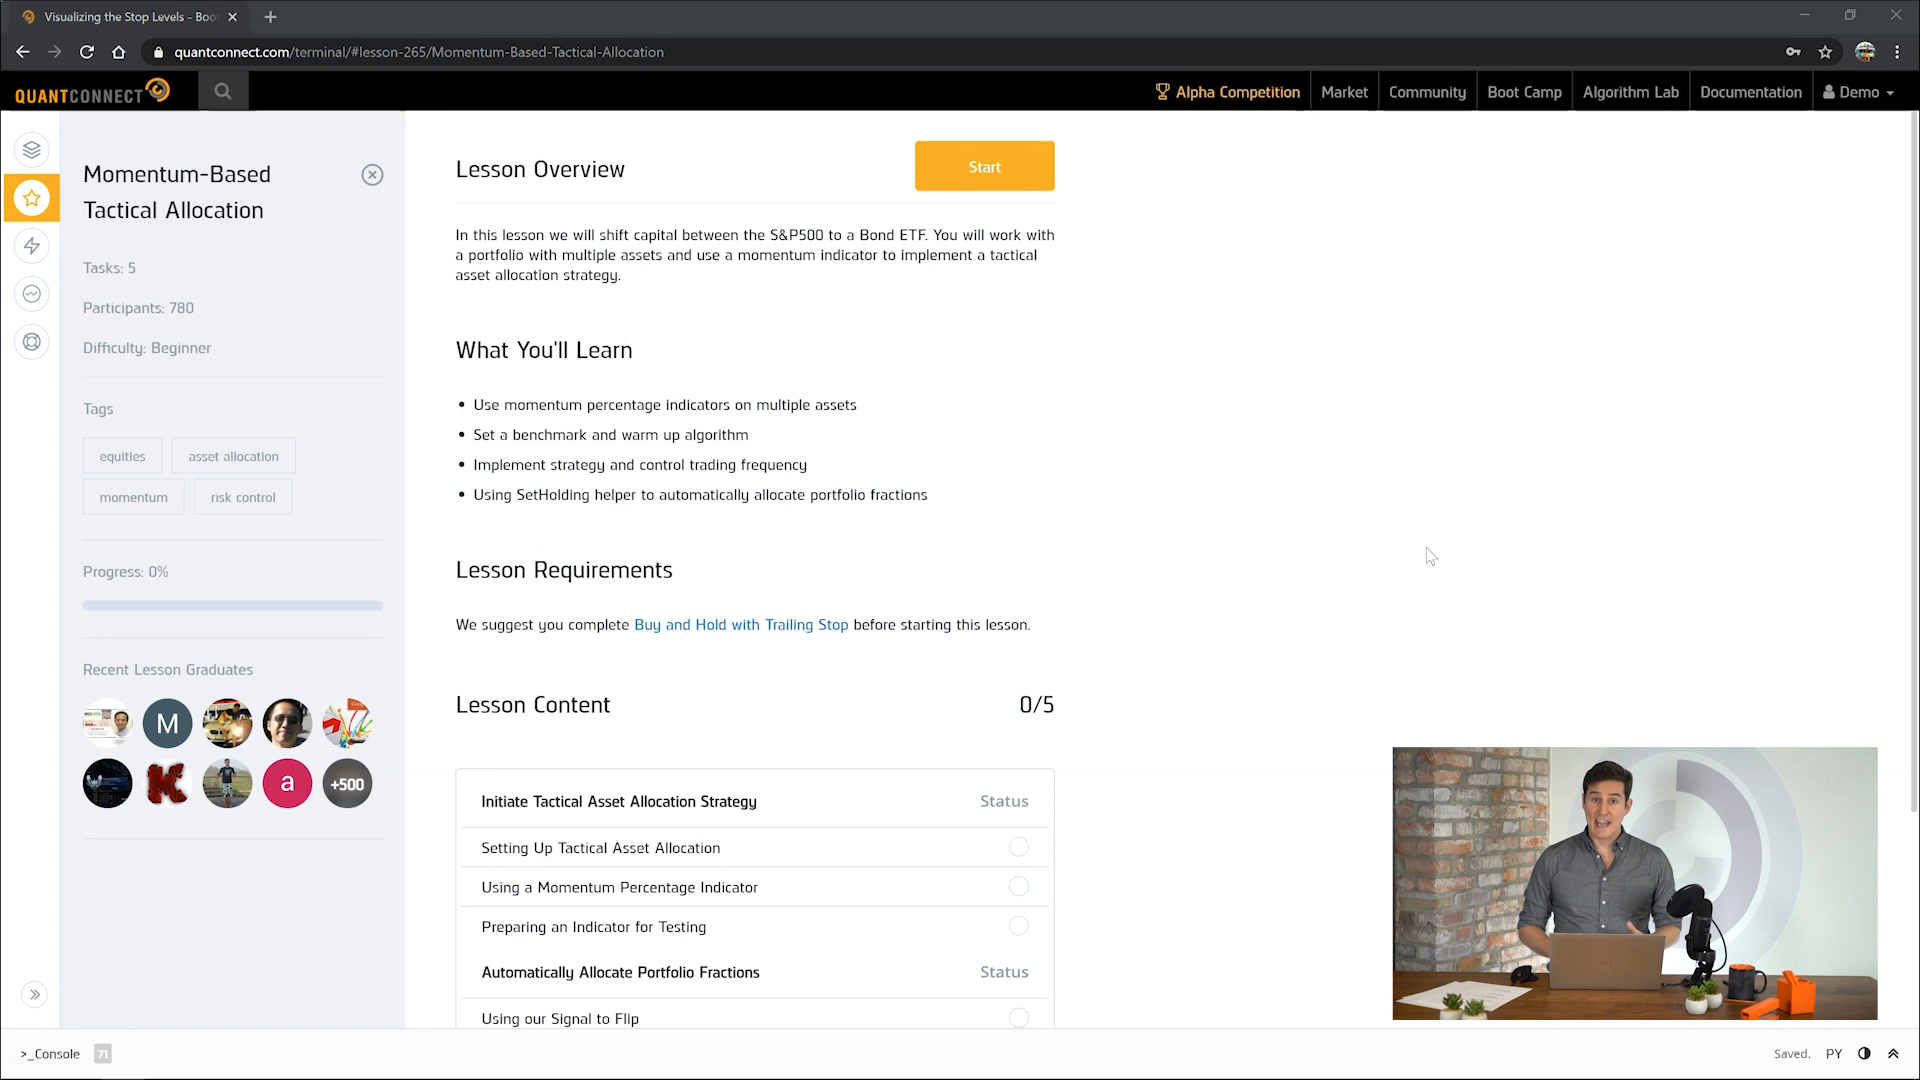 Visualizing the Stop Levels - Boo
quantconnect.com/terminal/#lesson-265/Momentum-Based-Tactical-Allocation
QUANTCONNECT
Alpha Competition
Market
Community
Boot Camp
Algorithm Lab
Documentation
Demo
Momentum-Based
Tactical Allocation
Tasks: 5
Participants: 780
Difficulty: Beginner
Tags
equities
asset allocation
momentum
risk control
Progress: 0%
Recent Lesson Graduates
M
K
a
+500
Lesson Overview
Start
In this lesson we will shift capital between the S&P500 to a Bond ETF. You will work with
a portfolio with multiple assets and use a momentum indicator to implement a tactical
asset allocation strategy.
What You'll Learn
• Use momentum percentage indicators on multiple assets
• Set a benchmark and warm up algorithm
• Implement strategy and control trading frequency
• Using SetHolding helper to automatically allocate portfolio fractions
Lesson Requirements
We suggest you complete Buy and Hold with Trailing Stop before starting this lesson.
Lesson Content 0/5
Initiate Tactical Asset Allocation Strategy Status
Setting Up Tactical Asset Allocation
Using a Momentum Percentage Indicator
Preparing an Indicator for Testing
Automatically Allocate Portfolio Fractions Status
Using our Signal to Flip
>_Console 71
Saved. PY